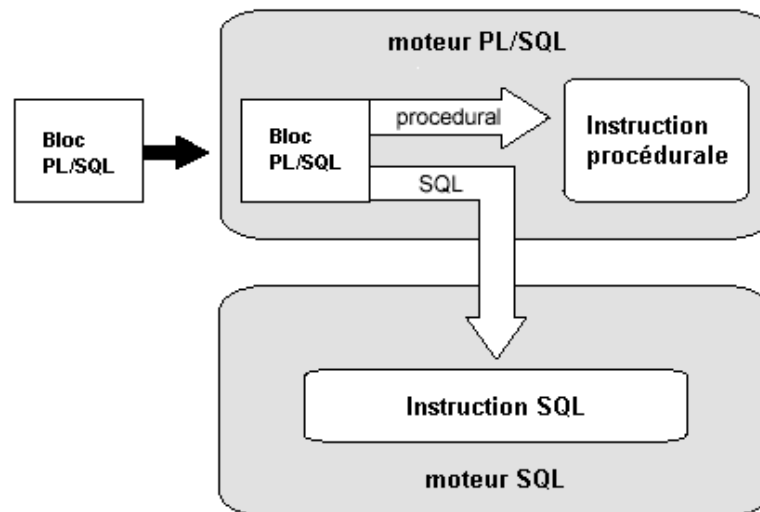 moteur PL/SQL
Bloc
PL/SQL
Bloc
PL/SQL
procedural
SQL
Instruction
procédurale
Instruction SQL
moteur SQL